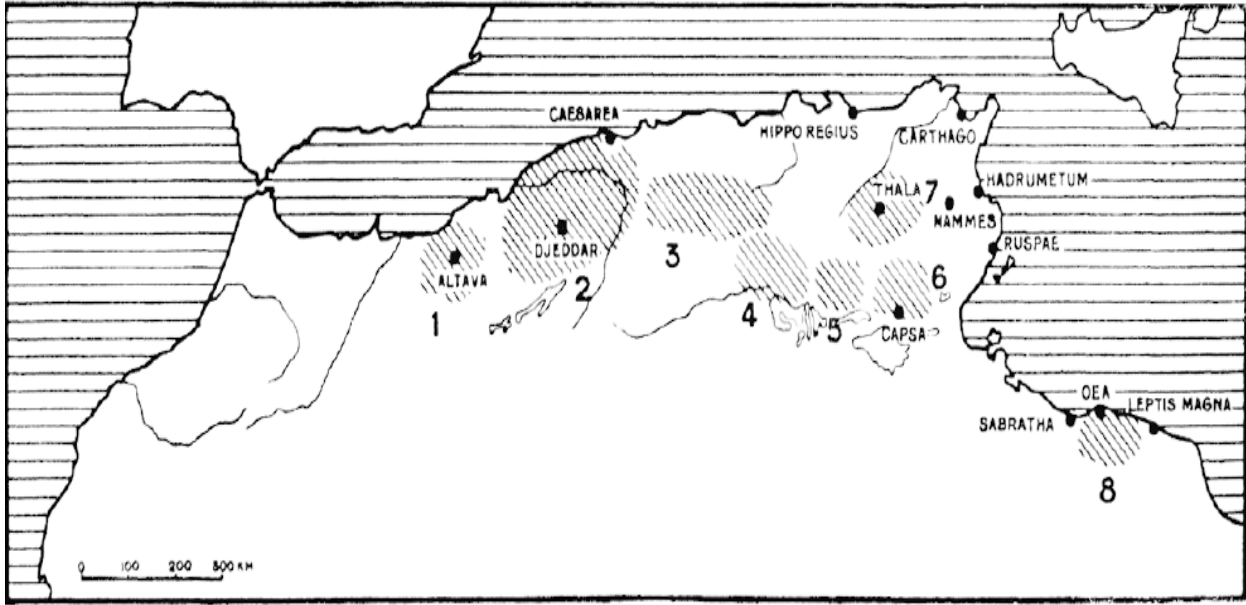 CAESAREA
HIPPO REGIUS
CARTHAGO
THALA
7
HADRUMETUM
MAMMES
RUSPAE
DJEDDAR
ALTAVA
3
6
2
1
4
5
CAPSA
OEA
LEPTIS MAGNA
SABRATHA
8
0 100 200 300 KM